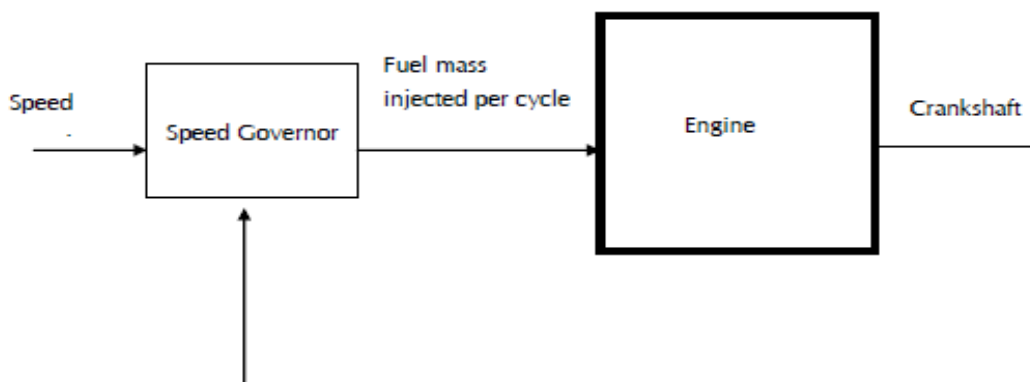 Speed
Speed Governor
Fuel mass
injected per cycle
Engine
Crankshaft